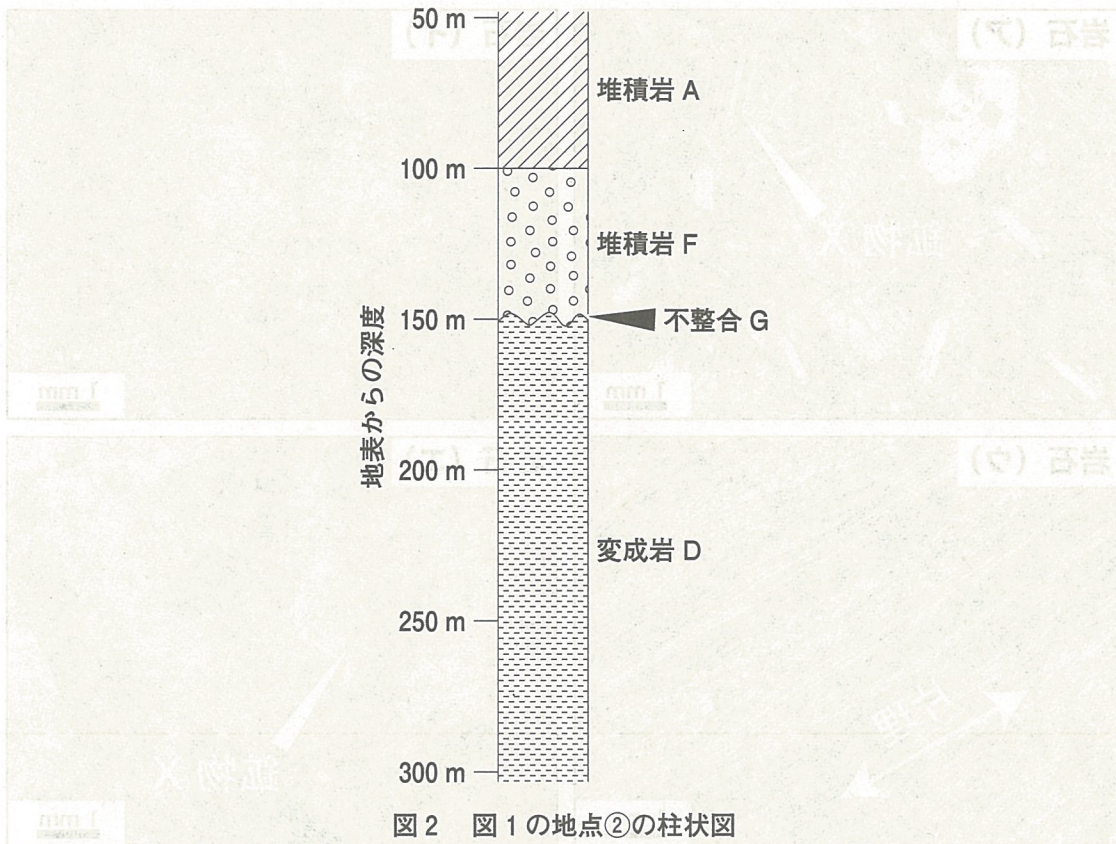 50 m
堆積岩 A
100 m
堆積岩 F
150 m
不整合 G
地表からの深度
200 m
変成岩 D
250 m
300 m
図2 図1の地点②の柱状図
岩石 (ア)
鉱物 X
1 mm
1 mm
岩石 (ウ)
片理
鉱物 X
1 mm